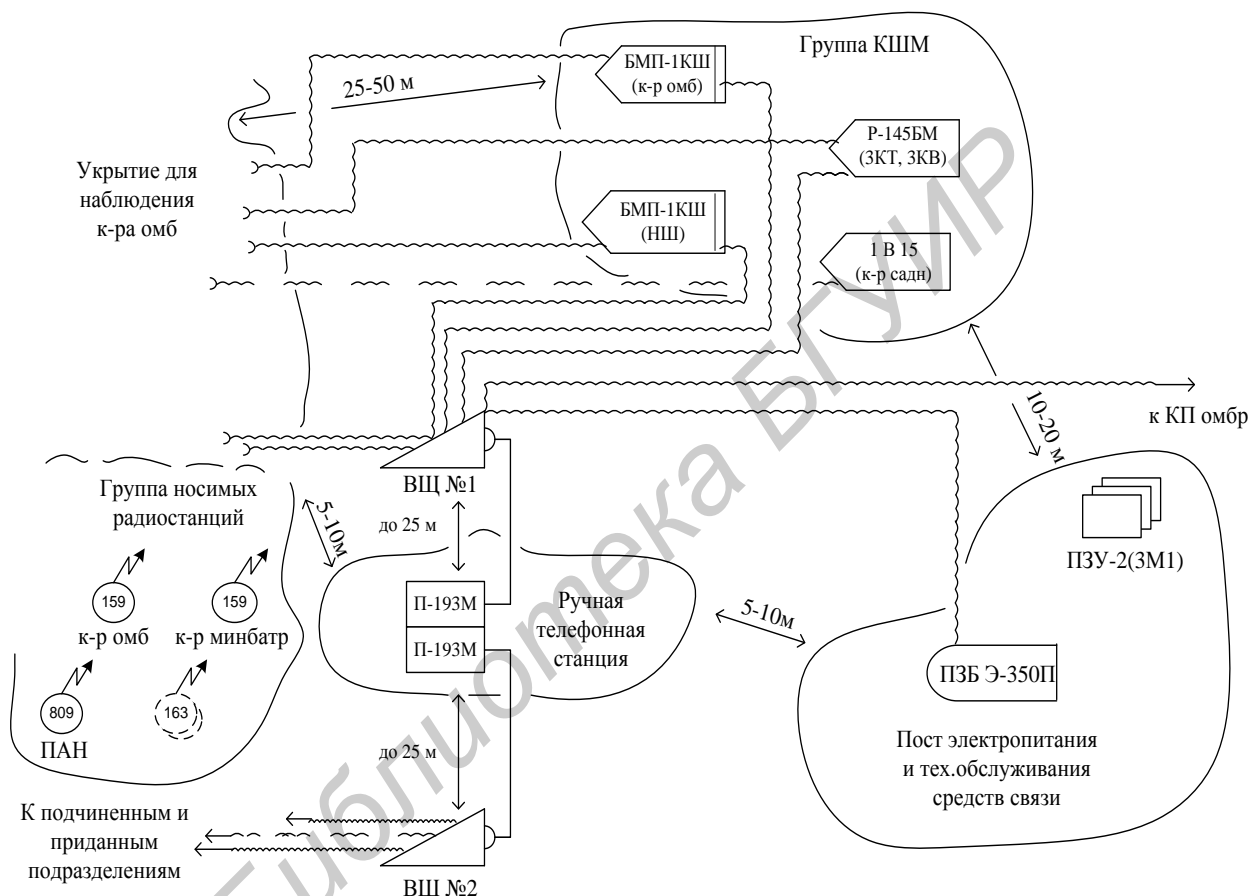 Группа КШМ
БМП-1КШ
(к-р омб)
25-50 м
Р-145БМ
(ЗКТ, ЗКВ)
Укрытие для
наблюдения
к-ра омб
БМП-1КШ
(НШ)
1 В 15
(к-р садн)
10-20 м
к КП омбр
ВЩ №1
Группа носимых
радиостанций
5-10м
до 25 м
ПЗУ-2(ЗМ1)
159
159
к-р омб
к-р минбатр
П-193М
П-193М
Ручная
телефонная
станция
5-10м
ПЗБ Э-350П
809
163
ПАН
до 25 м
Пост электропитания
и тех.обслуживания
средств связи
К подчиненным и
приданным
подразделениям
ВЩ №2
Библиотека БГУИР